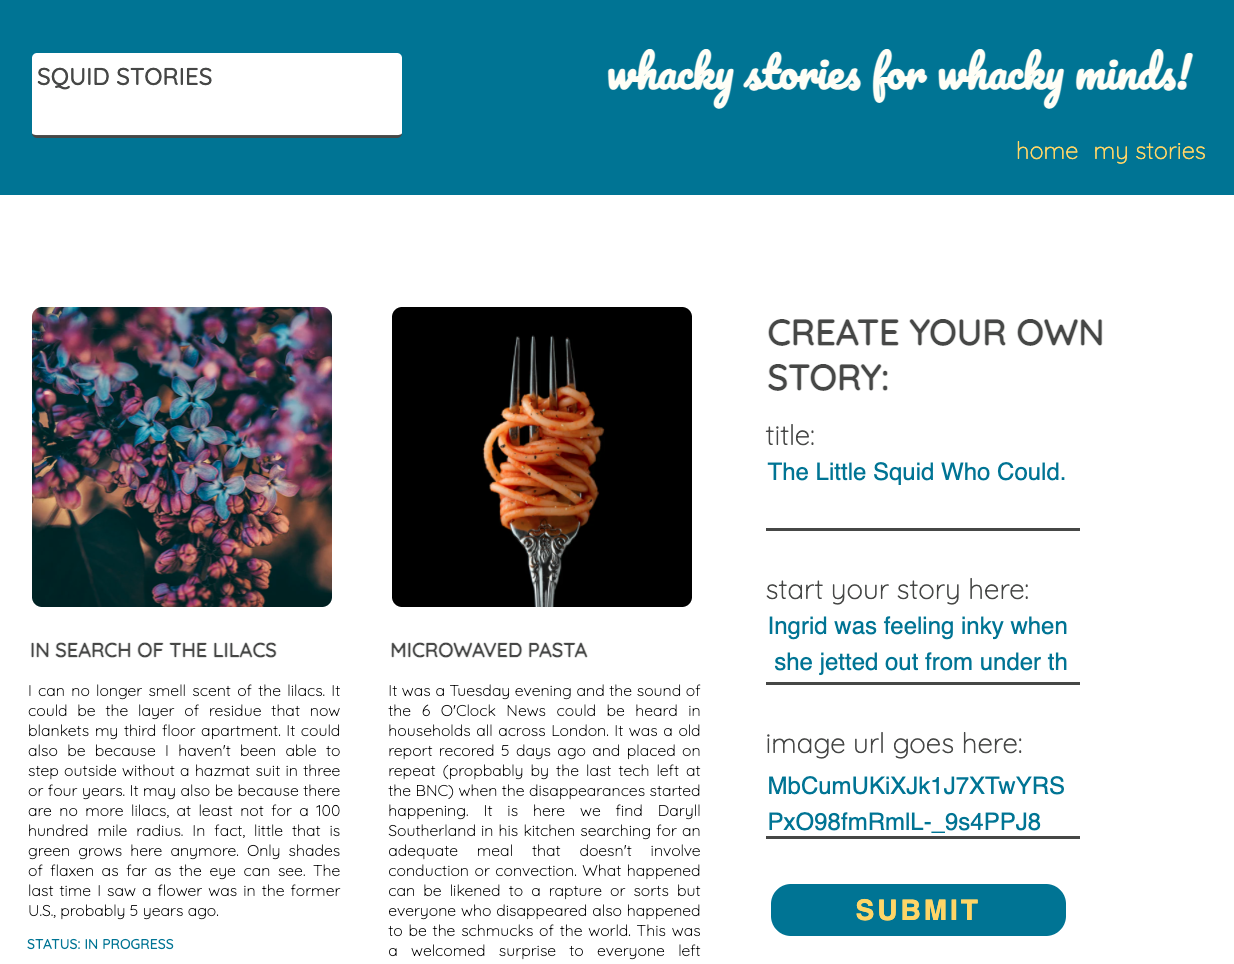 SQUID STORIES
whacky stories for whacky minds!
home my stories
IN SEARCH OF THE LILACS
I can no longer smell scent of the lilacs. It
could be the layer of residue that now
blankets my third floor apartment. It could
also be because I haven't been able to
step outside without a hazmat suit in three
or four years. It may also be because there
are no more lilacs, at least not for a 100
hundred mile radius. In fact, little that is
green grows here anymore. Only shades
of flaxen as far as the eye can see. The
last time I saw a flower was in the former
U.S., probably 5 years ago.
STATUS: IN PROGRESS
MICROWAVED PASTA
It was a Tuesday evening and the sound of
the 6 O'Clock News could be heard in
households all across London. It was a old
report recored 5 days ago and placed on
repeat (propbably by the last tech left at
the BNC) when the disappearances started
happening. It is here we find Daryll
Southerland in his kitchen searching for an
adequate meal that doesn't involve
conduction or convection. What happened
can be likened to a rapture or sorts but
everyone who disappeared also happened
to be the schmucks of the world. This was
a welcomed surprise to everyone left
CREATE YOUR OWN
STORY:
title:
The Little Squid Who Could.
start your story here:
Ingrid was feeling inky when
she jetted out from under th
image url goes here:
MbCumUKiXJk1J7XTwYRS
PxO98fmRmlL-_9s4PPJ8
SUBMIT